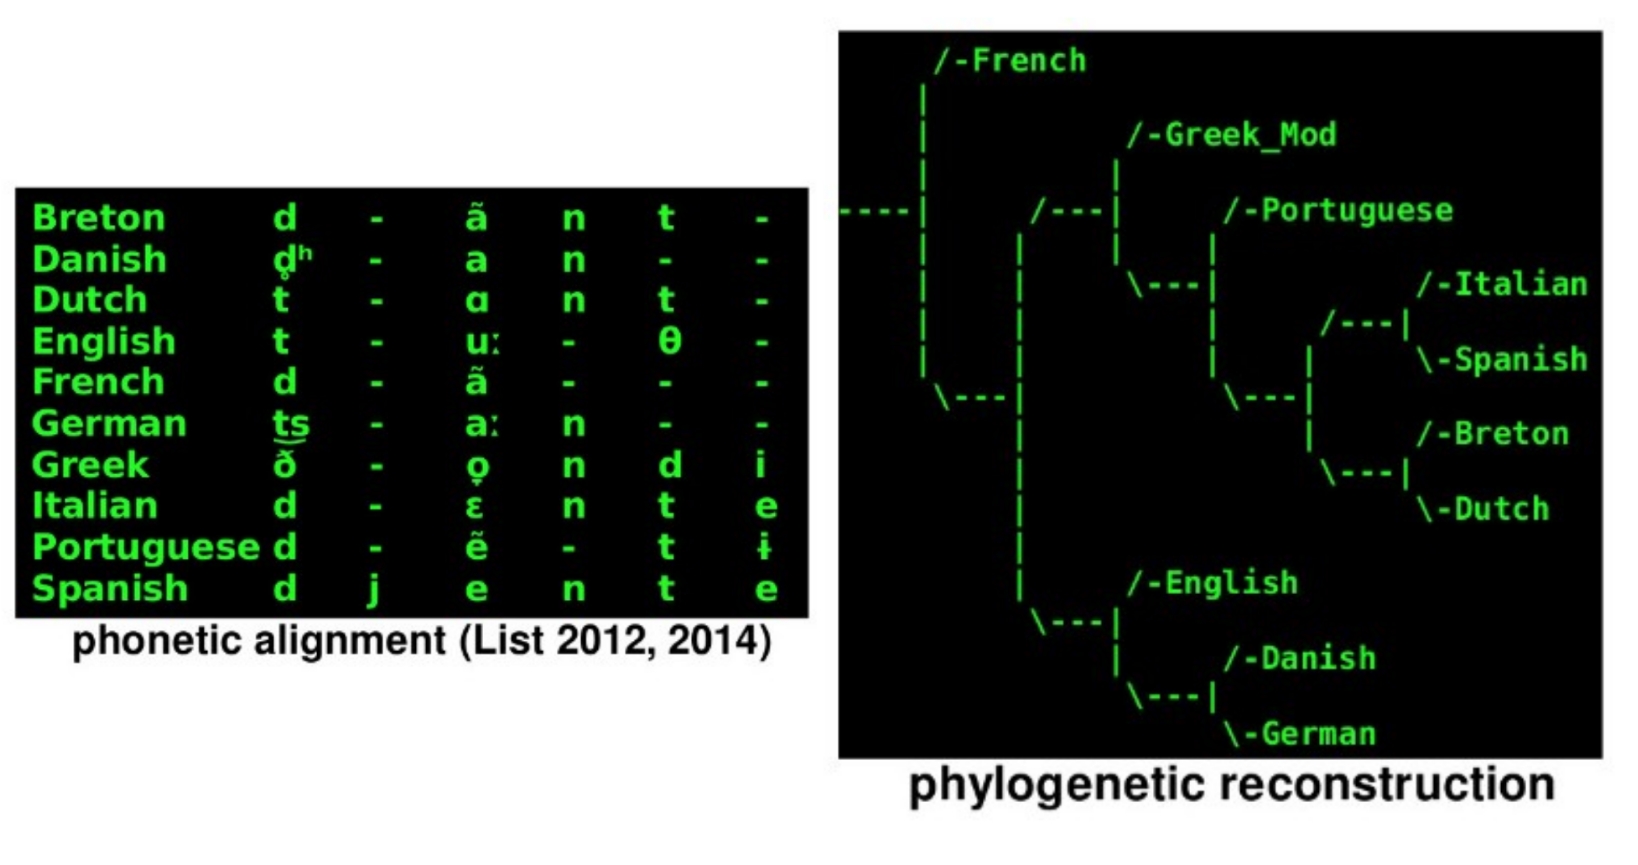 Breton d - ã n t -
Danish d̥ʰ - a n - -
Dutch t - ɑ n t -
English t - uː - θ -
French d - ã - - -
German t͜s - aː n - -
Greek ð - o̞ n d i
Italian d - ɛ n t e
Portuguese d - ẽ - t ɨ
Spanish d j e n t e
phonetic alignment (List 2012, 2014)
/-French
/-Greek_Mod
/-Portuguese
/-Italian
\-Spanish
/-Breton
\-Dutch
/-English
/-Danish
\-German
phylogenetic reconstruction